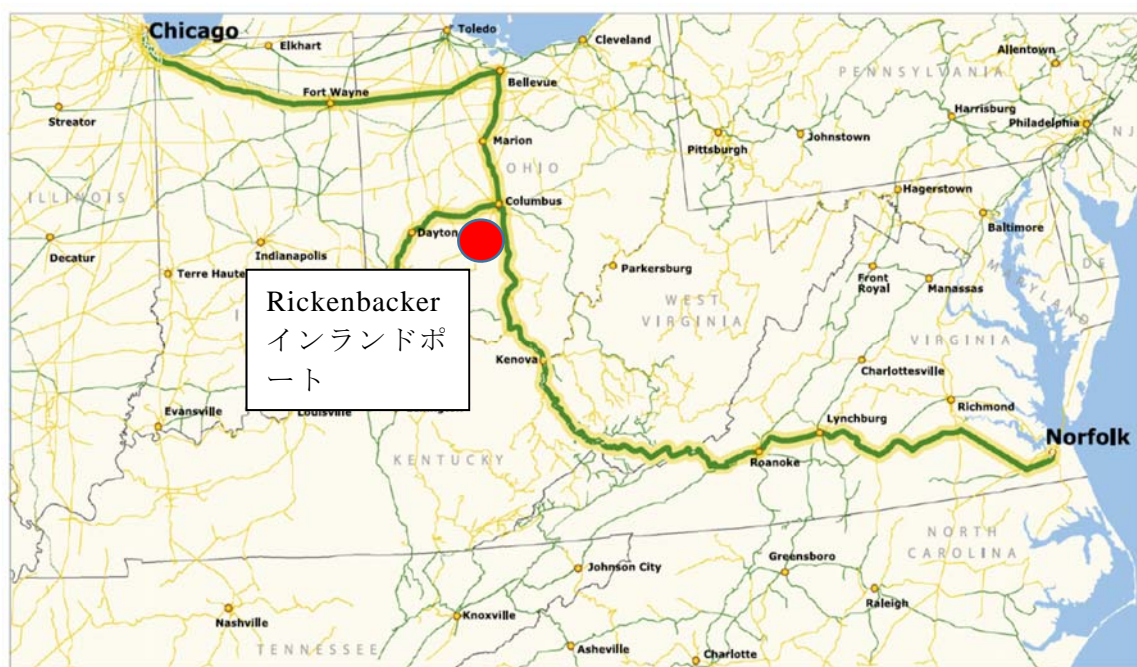 Chicago
Toledo
Cleveland
Elkhart
Allentown
Bellevue
PENNSYLVANIA
Fort Wayne
Streator
Harrisburg
Philadelphia
NJ
Marion
Johnstown
Pittsburgh
OHIO
Hagerstown
ILLINOIS
Columbus
Baltimore
Dayton
Decatur
Indianapolis
DE
Terre Haute
Parkersburg
Front
Royal
Manassas
MARYLAND
Rickenbacker
インランドポ
ート
WEST
VIRGINIA
VIRGINIA
Kenova
Charlottesville
Evansville
Louisville
Richmond
Lynchburg
Norfolk
Roanoke
KENTUCKY
NORTH
CAROLINA
Greensboro
Johnson City
Raleigh
Nashville
Knoxville
TENNESSEE
Asheville
Charlotte